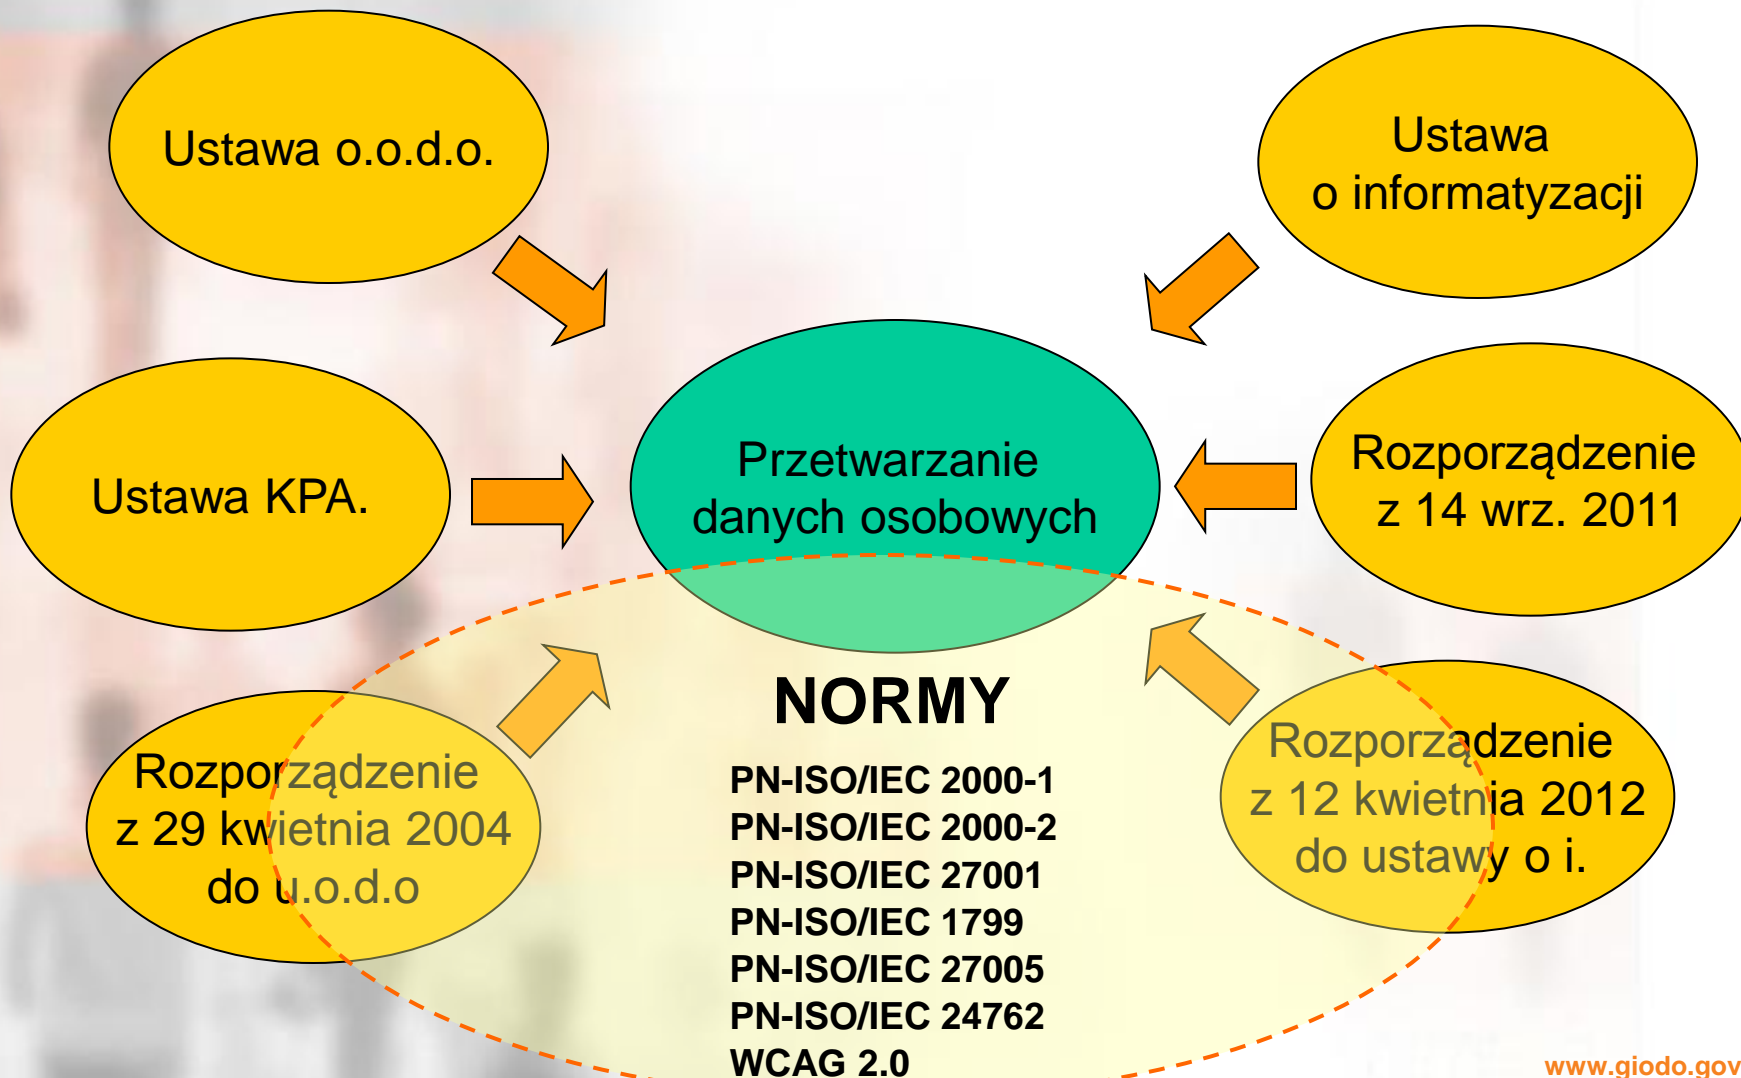 Ustawa o.o.d.o.
Ustawa
o informatyzacji
Przetwarzanie
danych osobowych
Ustawa KPA.
Rozporządzenie
z 14 wrz. 2011
Rozporządzenie
z 29 kwietnia 2004
do u.o.d.o
Rozporządzenie
z 12 kwietnia 2012
do ustawy o i.
NORMY
PN-ISO/IEC 2000-1
PN-ISO/IEC 2000-2
PN-ISO/IEC 27001
PN-ISO/IEC 1799
PN-ISO/IEC 27005
PN-ISO/IEC 24762
WCAG 2.0
www.giodo.gov